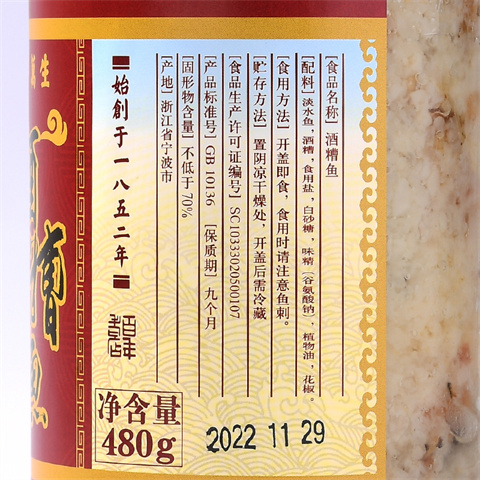 [食品名称] 酒糟鱼
[配料] 淡水鱼，酒糟，食用盐，白砂糖，味精（谷氨酸钠），植物油，花椒。
[食用方法] 开盖即食，食用时请注意鱼刺。
[贮存方法] 置阴凉干燥处，开盖后需冷藏
[食品生产许可证编号] SC10333020500107
[产品标准号] GB 10136 [保质期] 九个月
[固形物含量] 不低于70%
[产地] 浙江省宁波市
始創于一八五二年
净含量
480g
2022 11 29
生
糟